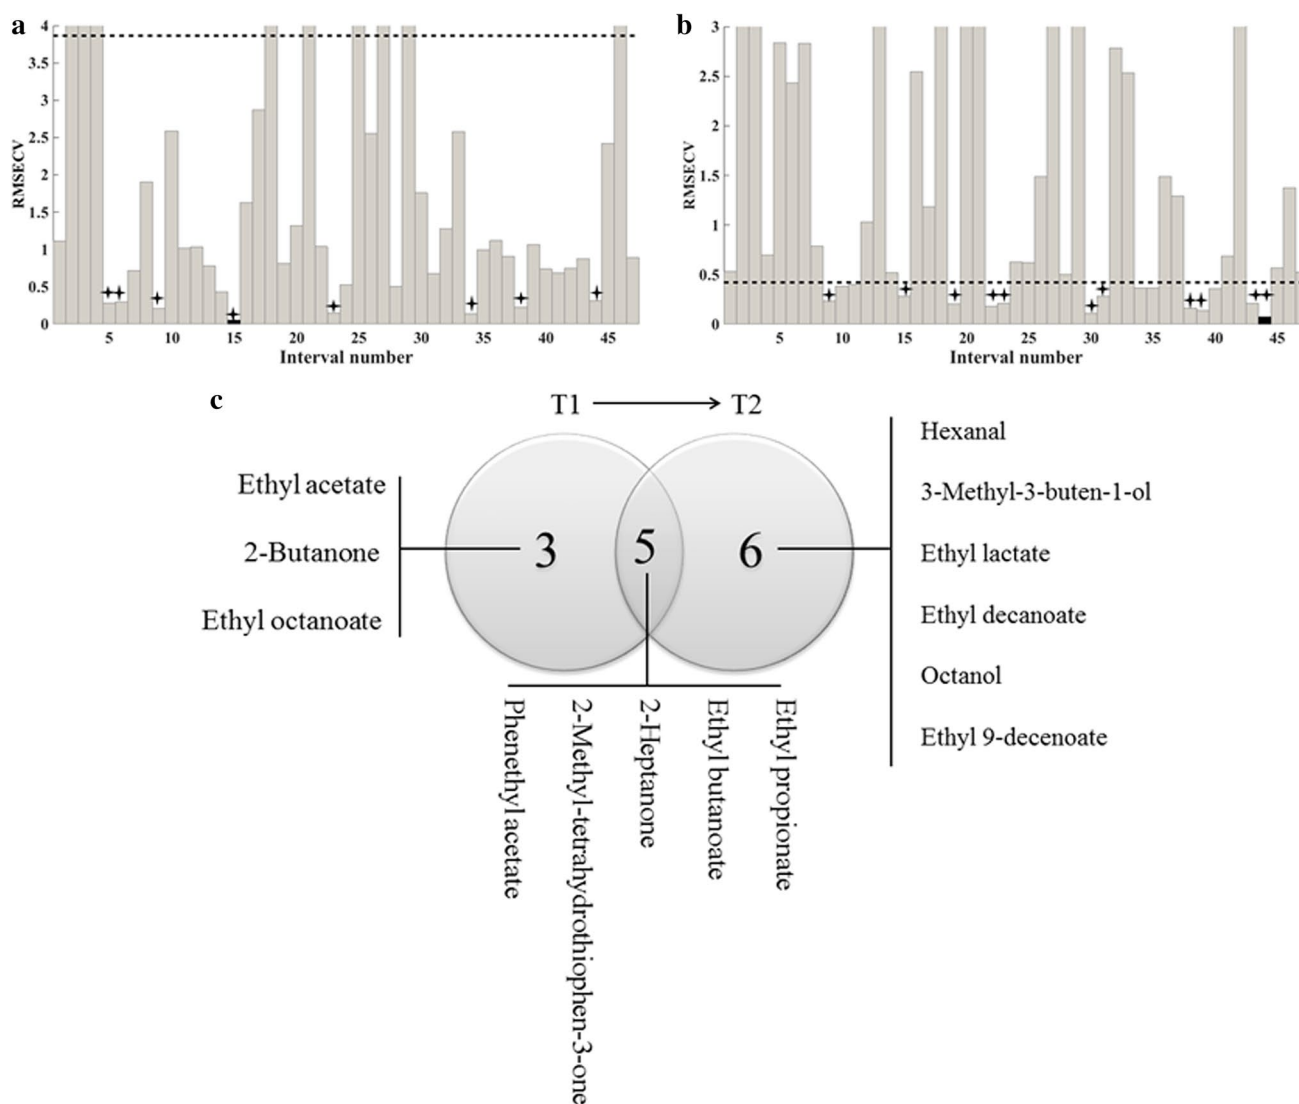 a
4
3.5
3
2.5
2
1.5
1
0.5
0
RMSECV
5 10 15 20 25 30 35 40 45
Interval number
b
3
2.5
2
1.5
1
0.5
0
RMSECV
5 10 15 20 25 30 35 40 45
Interval number
c
T1 T2
Ethyl acetate
2-Butanone
Ethyl octanoate
3 5 6
Hexanal
3-Methyl-3-buten-1-ol
Ethyl lactate
Ethyl decanoate
Octanol
Ethyl 9-decenoate
Phenethyl acetate
2-Methyl-tetrahydrothiophen-3-one
2-Heptanone
Ethyl butanoate
Ethyl propionate